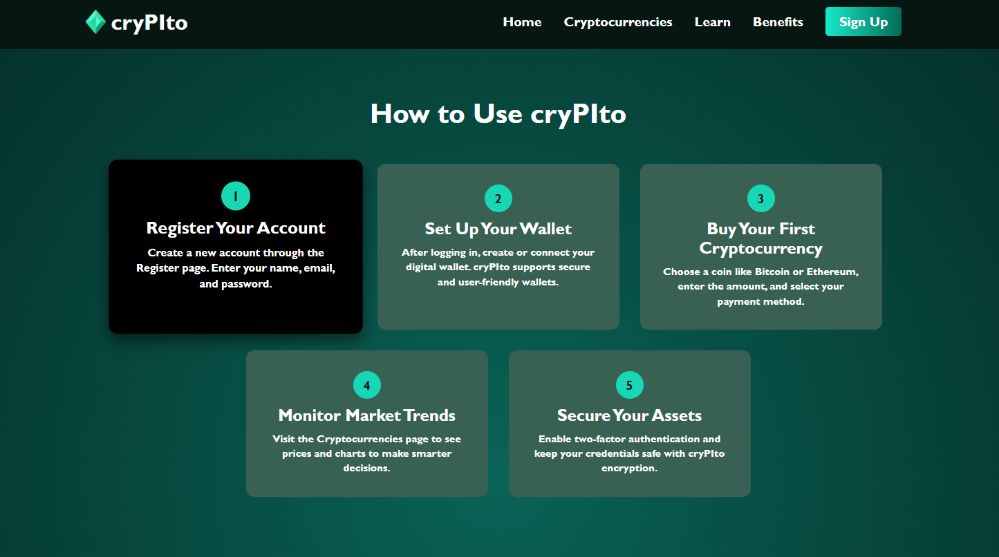 cryPIto
Home
Cryptocurrencies
Learn
Benefits
Sign Up
How to Use cryPIto
1
Register Your Account
Create a new account through the
Register page. Enter your name, email,
and password.
2
Set Up Your Wallet
After logging in, create or connect your
digital wallet. cryPIto supports secure
and user-friendly wallets.
3
Buy Your First
Cryptocurrency
Choose a coin like Bitcoin or Ethereum,
enter the amount, and select your
payment method.
4
Monitor Market Trends
Visit the Cryptocurrencies page to see
prices and charts to make smarter
decisions.
5
Secure Your Assets
Enable two-factor authentication and
keep your credentials safe with cryPIto
encryption.